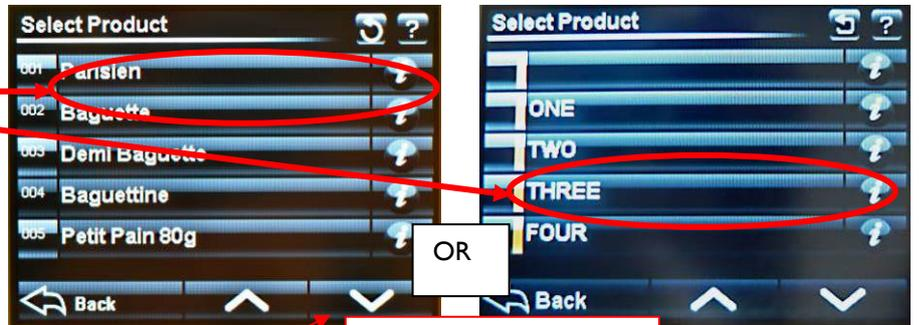 Select Product
?
001 Parisien
002 Baguette
003 Demi Baguette
004 Baguettine
005 Petit Pain 80g
Back
OR
Select Product
?
ONE
TWO
THREE
FOUR
Back